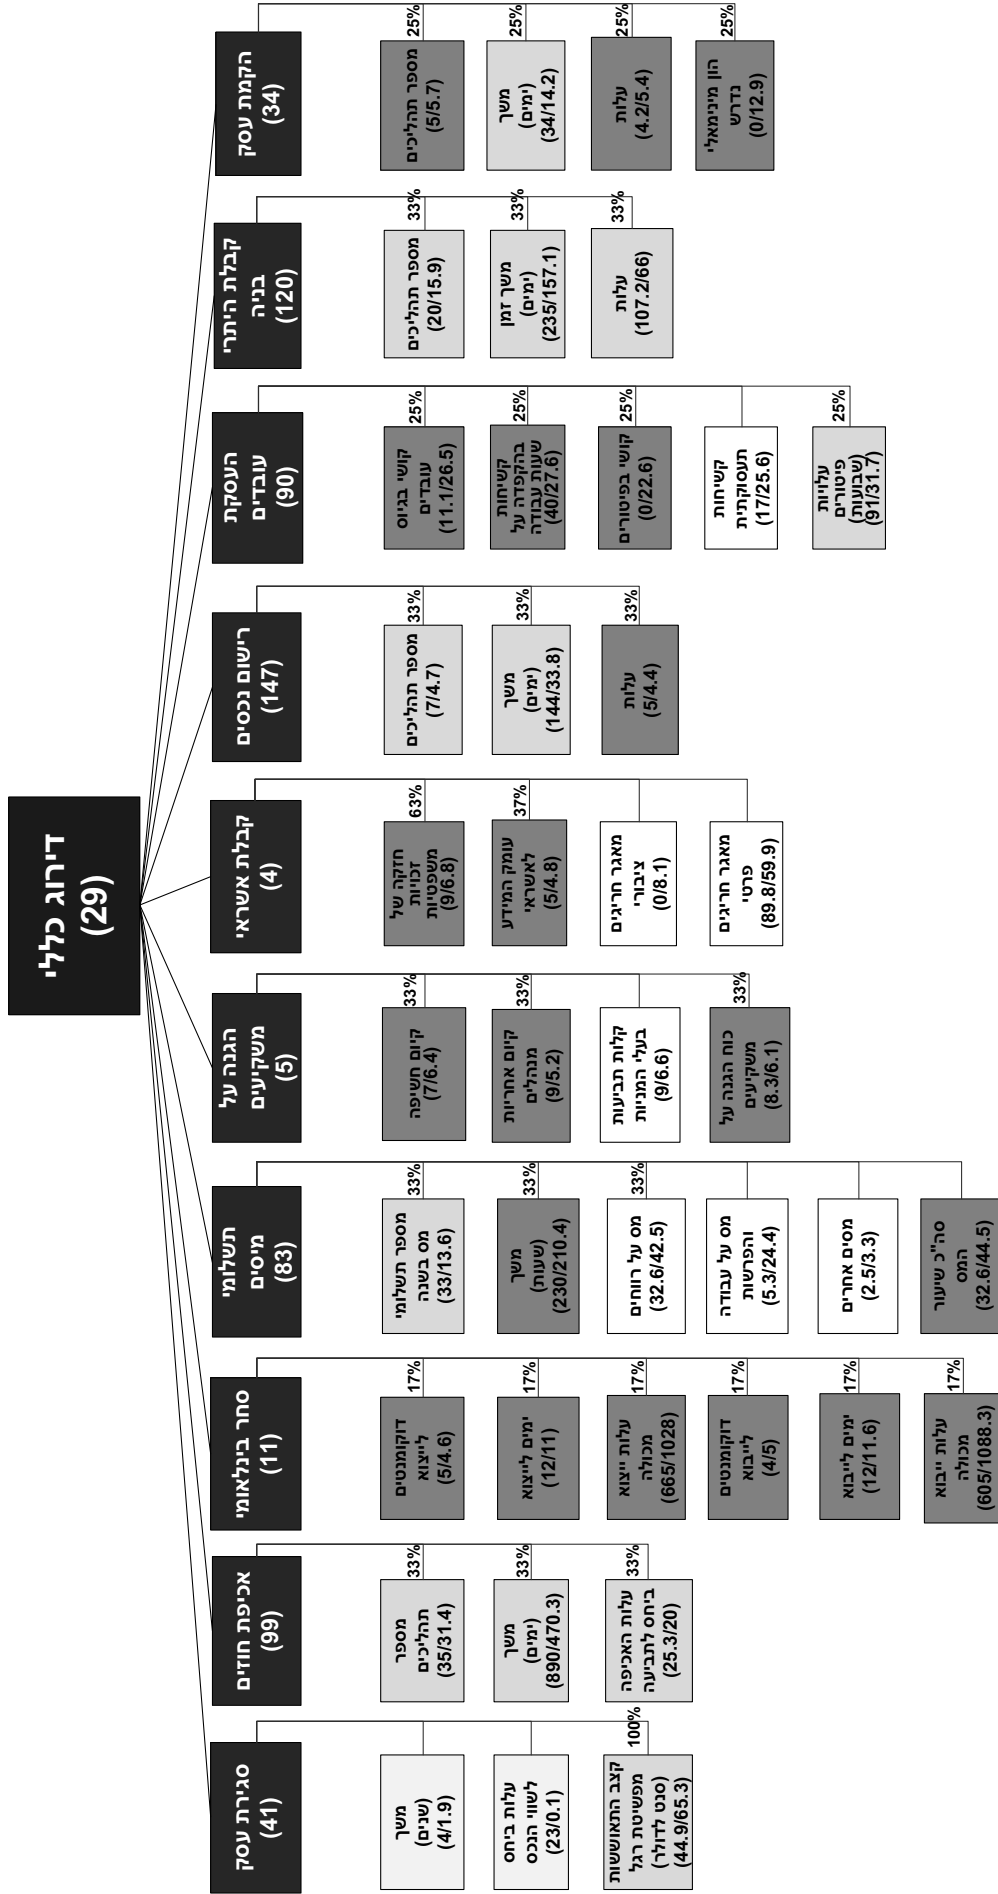 דירוג כללי
(29)
הקמת עסק
(34)
25%
מספר תהליכים
(5/5.7)
25%
משך
(ימים)
(34/14.2)
25%
עלות
(4.2/5.4)
25%
הון מינימאלי
נדרש
(0/12.9)
קבלת היתרי
בניה
(120)
33%
מספר תהליכים
(20/15.9)
33%
משך זמן
(ימים)
(235/157.1)
33%
עלות
(107.2/66)
העסקת
עובדים
(90)
25%
קושי בגיוס
עובדים
(11.1/26.5)
25%
קשיחות
בהקפדה על
שעות עבודה
(40/27.6)
25%
קושי בפיטורים
(0/22.6)
קשיחות
תעסוקתית
(17/25.6)
25%
עלויות
פיטורים
(שבועות)
(91/31.7)
רישום נכסים
(147)
33%
מספר תהליכים
(7/4.7)
33%
משך
(ימים)
(144/33.8)
33%
עלות
(5/4.4)
קבלת אשראי
(4)
63%
חזקה של
זכויות
משפטיות
(9/6.8)
37%
עומק המידע
לאשראי
(5/4.8)
מאגר חריגים
ציבורי
(0/8.1)
מאגר חריגים
פרטי
(89.8/59.9)
הגנה על
משקיעים
(5)
33%
קיום חשיפה
(7/6.4)
33%
קיום אחריות
מנהלים
(9/5.2)
קלות תביעות
בעלי המניות
(9/6.6)
33%
כוח הגנה על
משקיעים
(8.3/6.1)
תשלומי
מיסים
(83)
33%
מספר תשלומי
מס בשנה
(33/13.6)
33%
משך
(שעות)
(230/210.4)
33%
מס על רווחים
(32.6/42.5)
מס על עבודה
והפרשות
(5.3/24.4)
מסים אחרים
(2.5/3.3)
סה"כ שיעור
המס
(32.6/44.5)
סחר בינלאומי
(11)
17%
דוקומנטים
לייצוא
(5/4.6)
17%
ימים לייצוא
(12/11)
17%
עלות ייצוא
מכולה
(665/1028)
17%
דוקומנטים
לייבוא
(4/5)
17%
ימים לייבוא
(12/11.6)
17%
עלות ייבוא
מכולה
(605/1088.3)
אכיפת חוזים
(99)
33%
מספר
תהליכים
(35/31.4)
33%
משך
(ימים)
(890/470.3)
33%
עלות האכיפה
ביחס לתביעה
(25.3/20)
סגירת עסק
(41)
משך
(שנים)
(4/1.9)
עלות ביחס
לשווי הנכס
(23/0.1)
100%
קצב התאוששות
מפשיטת רגל
(סנט לדולר)
(44.9/65.3)